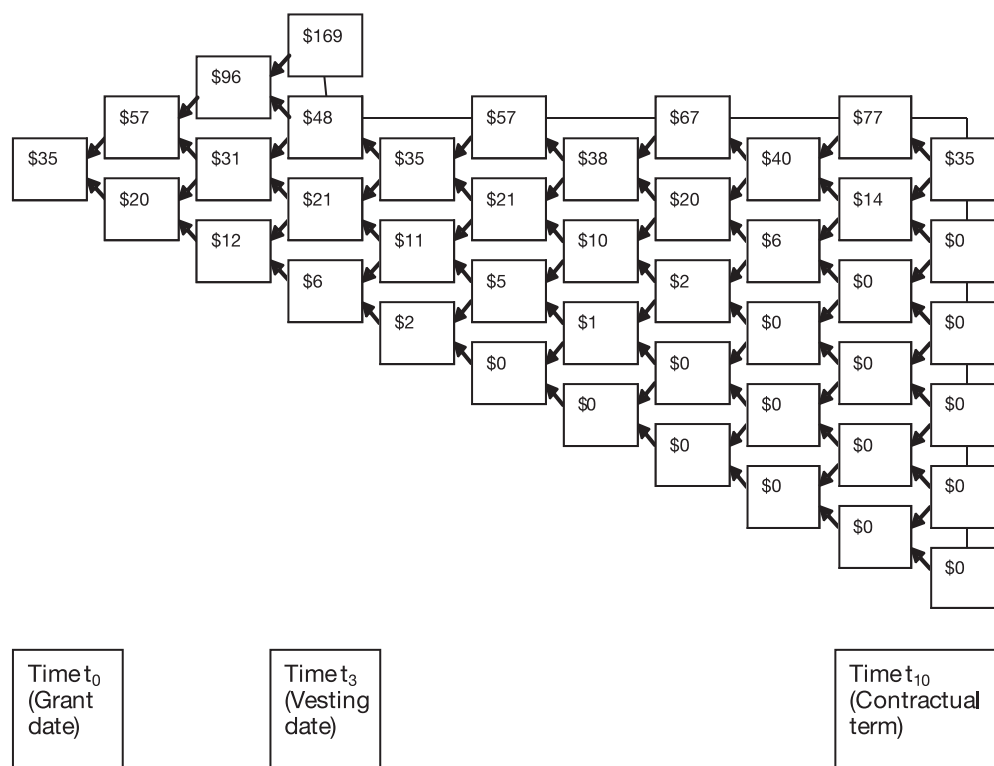 $169
$96
$57 $48 $57 $67 $77
$35 $31 $35 $38 $40 $35
$20 $21 $21 $20 $14
$12 $11 $10 $6 $0
$6 $5 $2 $0
$2 $1 $0 $0
$0 $0 $0
$0 $0 $0
$0 $0
$0 $0
$0
$0
Time t₀
(Grant
date)
Time t₃
(Vesting
date)
Time t₁₀
(Contractual
term)